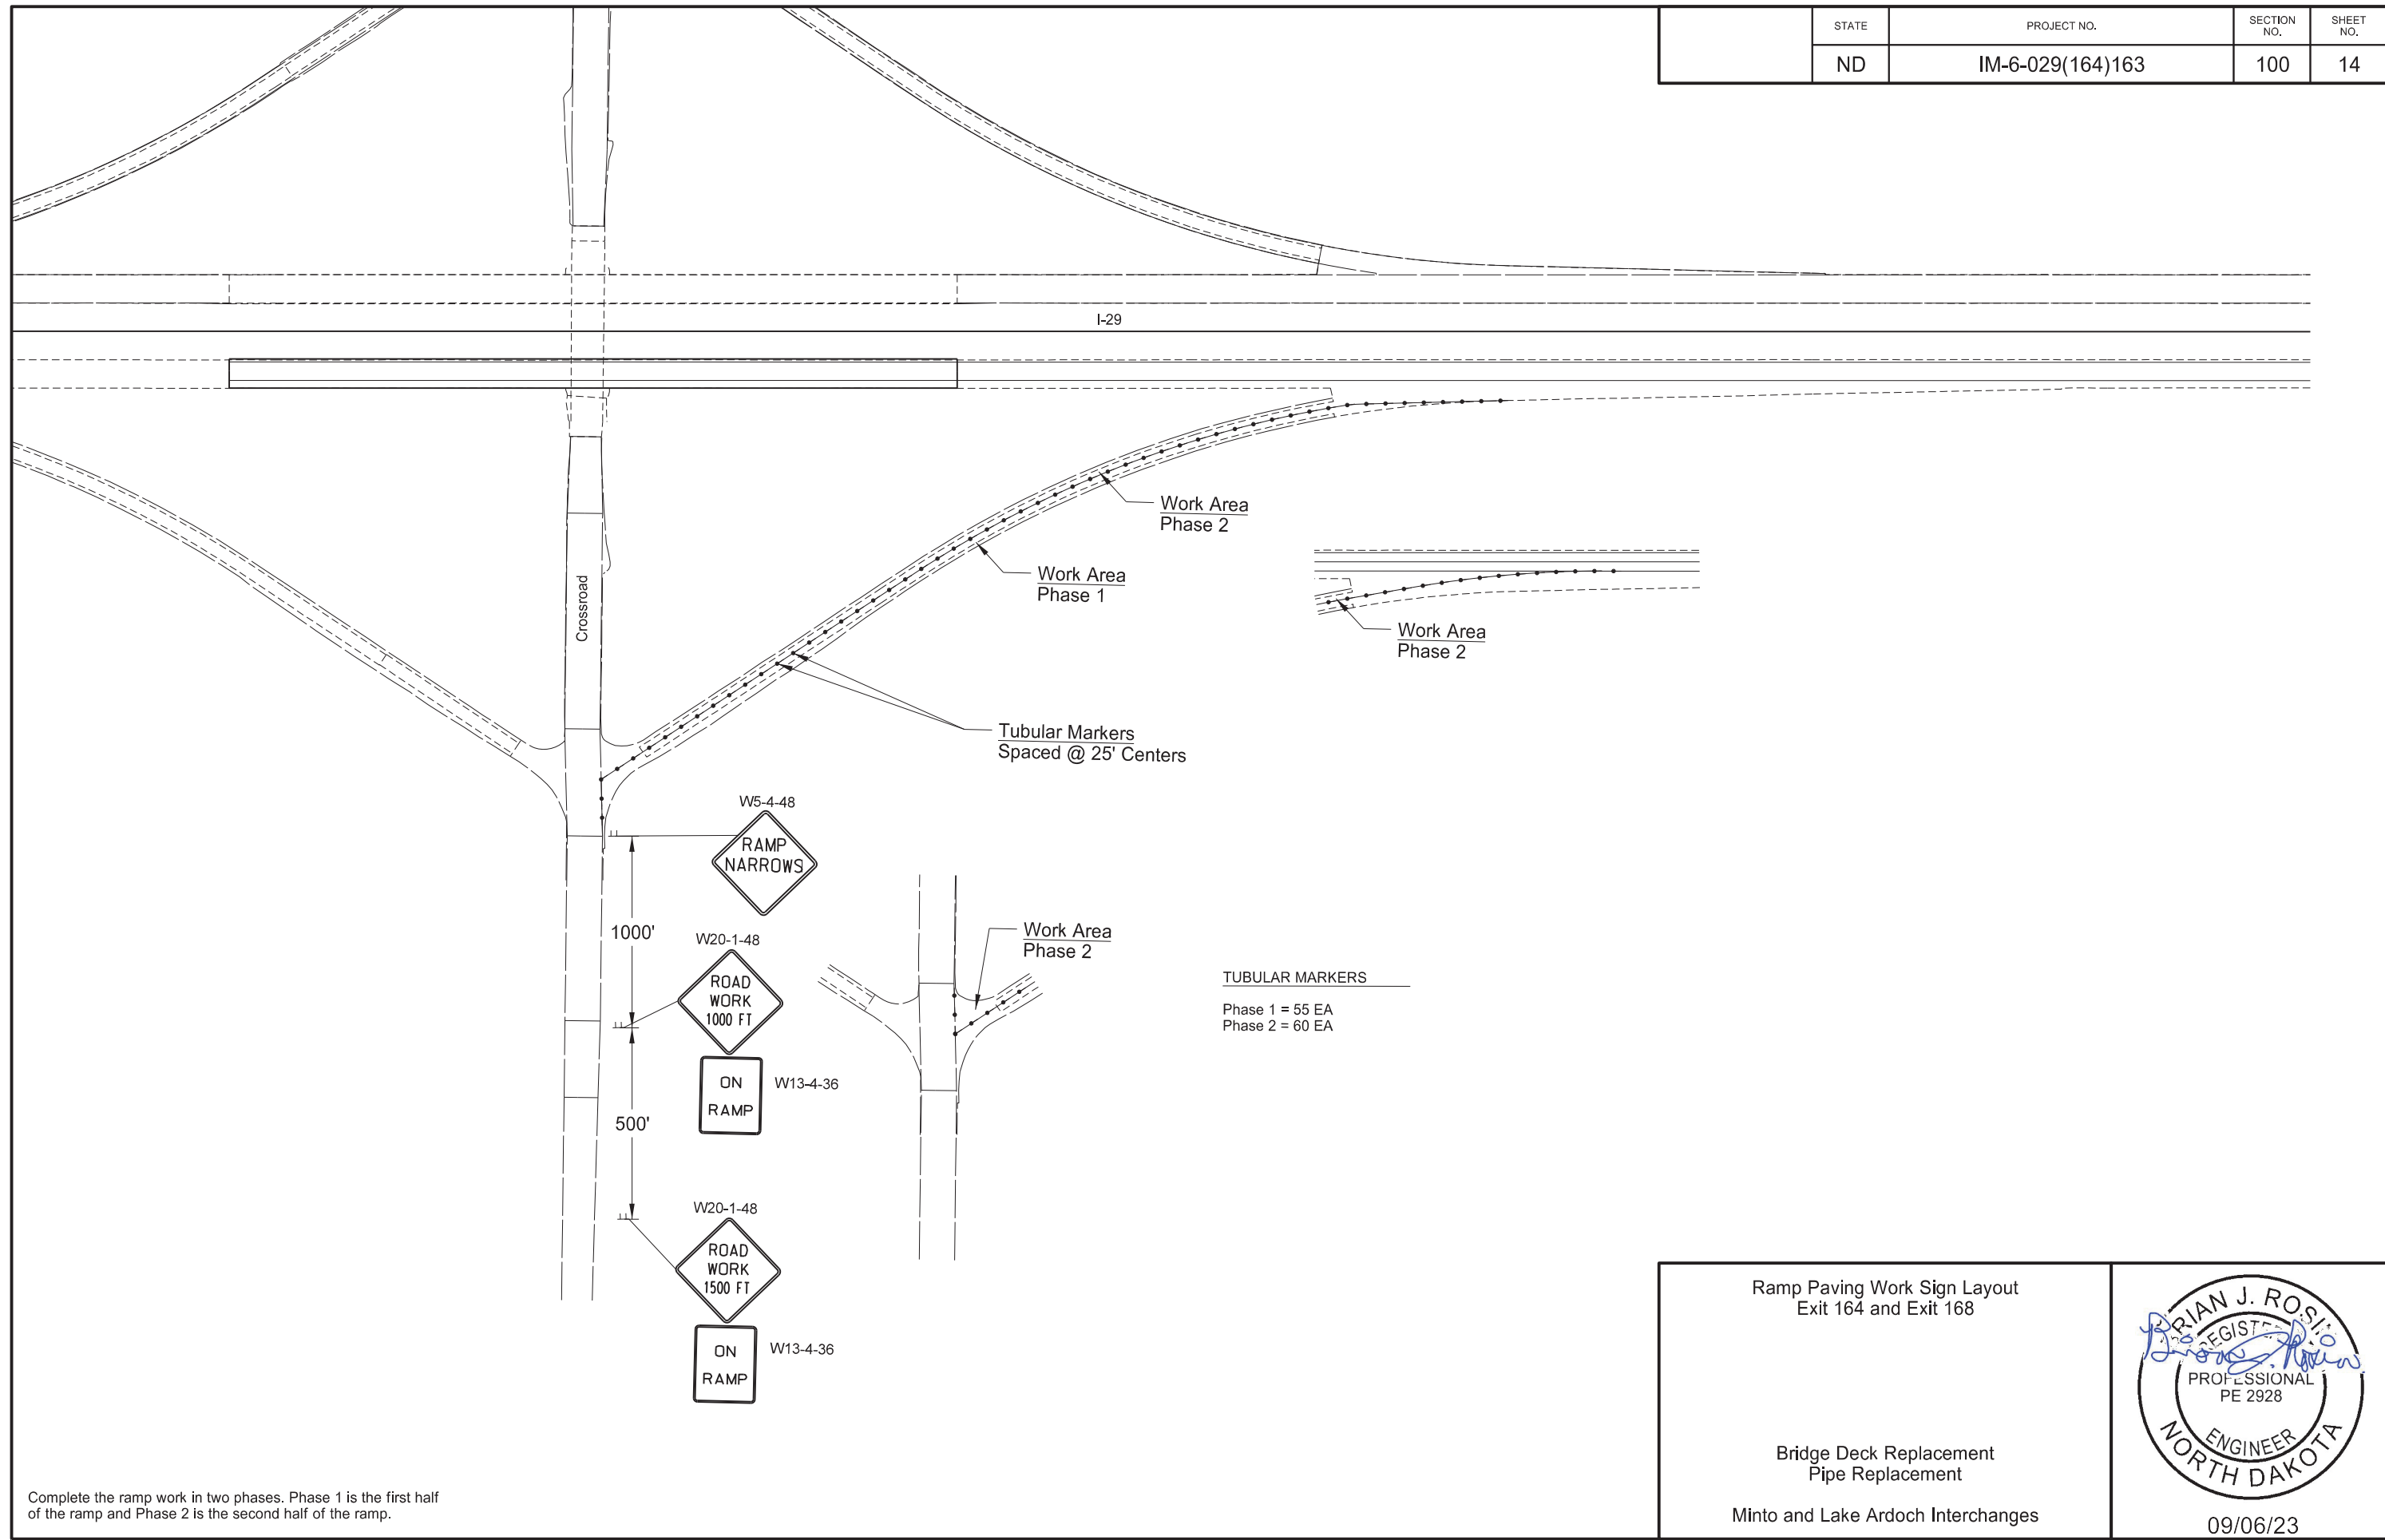 STATE
PROJECT NO.
SECTION
NO.
SHEET
NO.
ND
IM-6-029(164)163
100
14
I-29
Work Area
Phase 2
Work Area
Phase 1
Crossroad
Work Area
Phase 2
Tubular Markers
Spaced @ 25' Centers
W5-4-48
RAMP
NARROWS
1000'
W20-1-48
ROAD
WORK
1000 FT
ON
RAMP
W13-4-36
500'
W20-1-48
ROAD
WORK
1500 FT
ON
RAMP
W13-4-36
Work Area
Phase 2
TUBULAR MARKERS
Phase 1 = 55 EA
Phase 2 = 60 EA
Complete the ramp work in two phases. Phase 1 is the first half
of the ramp and Phase 2 is the second half of the ramp.
Ramp Paving Work Sign Layout
Exit 164 and Exit 168
Bridge Deck Replacement
Pipe Replacement
Minto and Lake Ardoch Interchanges
J.
PROFESSIONAL
PE 2928
ENGINEER
NORTH DAKOTA
09/06/23